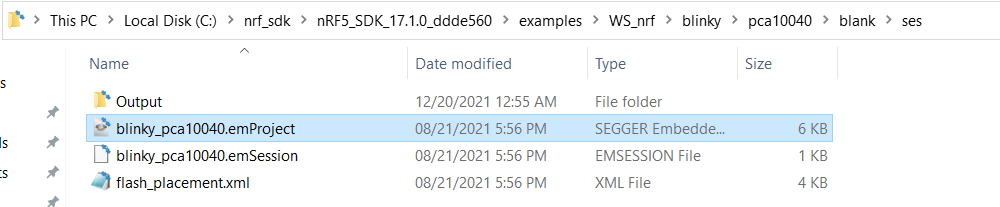 This PC > Local Disk (C:) > nrf_sdk > nRF5_SDK_17.1.0_ddde560 > examples > WS_nrf > blinky > pca10040 > blank > ses
Name Date modified Type Size
Output 12/20/2021 12:55 AM File folder
blinky_pca10040.emProject 08/21/2021 5:56 PM SEGGER Embedde... 6 KB
blinky_pca10040.emSession 08/21/2021 5:56 PM EMSESSION File 1 KB
flash_placement.xml 08/21/2021 5:56 PM XML File 4 KB